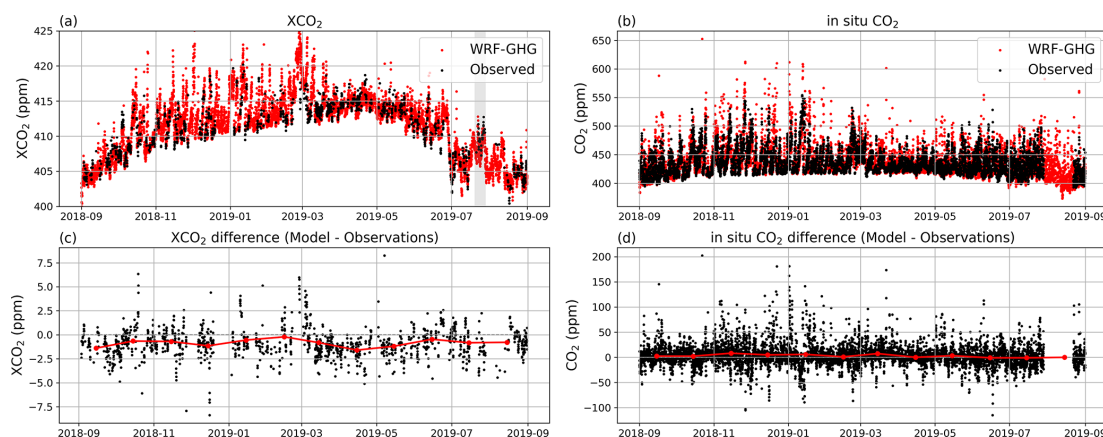 (a) XCO₂
425
420
415
410
405
400
XCO₂ (ppm)
WRF-GHG
Observed
2018-09 2018-11 2019-01 2019-03 2019-05 2019-07 2019-09
(b) in situ CO₂
650
600
550
500
450
400
CO₂ (ppm)
WRF-GHG
Observed
2018-09 2018-11 2019-01 2019-03 2019-05 2019-07 2019-09
(c) XCO₂ difference (Model - Observations)
7.5
5.0
2.5
0.0
−2.5
−5.0
−7.5
XCO₂ (ppm)
2018-09 2018-11 2019-01 2019-03 2019-05 2019-07 2019-09
(d) in situ CO₂ difference (Model - Observations)
200
150
100
50
0
−50
−100
CO₂ (ppm)
2018-09 2018-11 2019-01 2019-03 2019-05 2019-07 2019-09